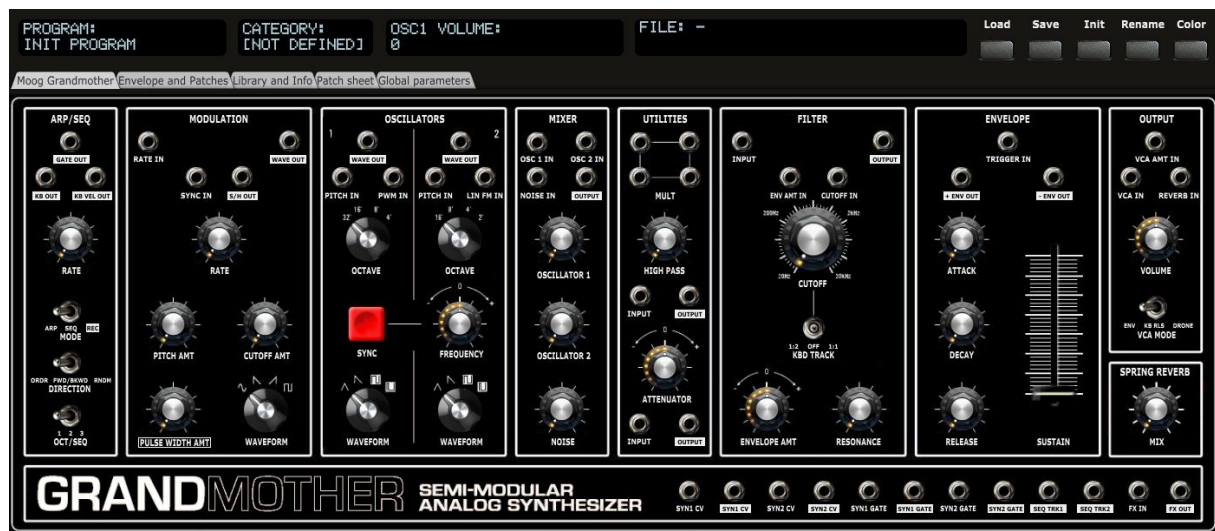 PROGRAM:
INIT PROGRAM
CATEGORY:
[NOT DEFINED]
OSC1 VOLUME:
0
FILE: -
Load Save Init Rename Color
Moog Grandmother Envelope and Patches Library and Info Patch sheet Global parameters
ARP/SEQ
GATE OUT
KB OUT KB VEL OUT
RATE
ARP SEQ REC
MODE
ORDR FWD/BKWD RNDM
DIRECTION
1 2 3
OCT/SEQ
MODULATION
RATE IN WAVE OUT
SYNC IN S/H OUT
RATE
PITCH AMT CUTOFF AMT
PULSE WIDTH AMT WAVEFORM
OSCILLATORS
1 2
WAVE OUT WAVE OUT
PITCH IN PWM IN PITCH IN LIN FM IN
32' 16' 8' 4' 16' 8' 4' 2'
OCTAVE OCTAVE
0
- +
SYNC FREQUENCY
WAVEFORM WAVEFORM
MIXER
OSC 1 IN OSC 2 IN
NOISE IN OUTPUT
OSCILLATOR 1
OSCILLATOR 2
NOISE
UTILITIES
MULT
HIGH PASS
INPUT OUTPUT
0
- +
ATTENUATOR
INPUT OUTPUT
FILTER
INPUT OUTPUT
ENV AMT IN CUTOFF IN
200Hz 2kHz
20Hz 20kHz
CUTOFF
1:2 OFF 1:1
KBD TRACK
0
- +
ENVELOPE AMT RESONANCE
ENVELOPE
TRIGGER IN
+ ENV OUT - ENV OUT
ATTACK
DECAY
RELEASE SUSTAIN
OUTPUT
VCA AMT IN
VCA IN REVERB IN
VOLUME
ENV KB RLS DRONE
VCA MODE
SPRING REVERB
MIX
GRANDMOTHER
SEMI-MODULAR
ANALOG SYNTHESIZER
SYN1 CV SYN1 CV SYN2 CV SYN2 CV SYN1 GATE SYN1 GATE SYN2 GATE SYN2 GATE SEQ TRK1 SEQ TRK2 FX IN FX OUT